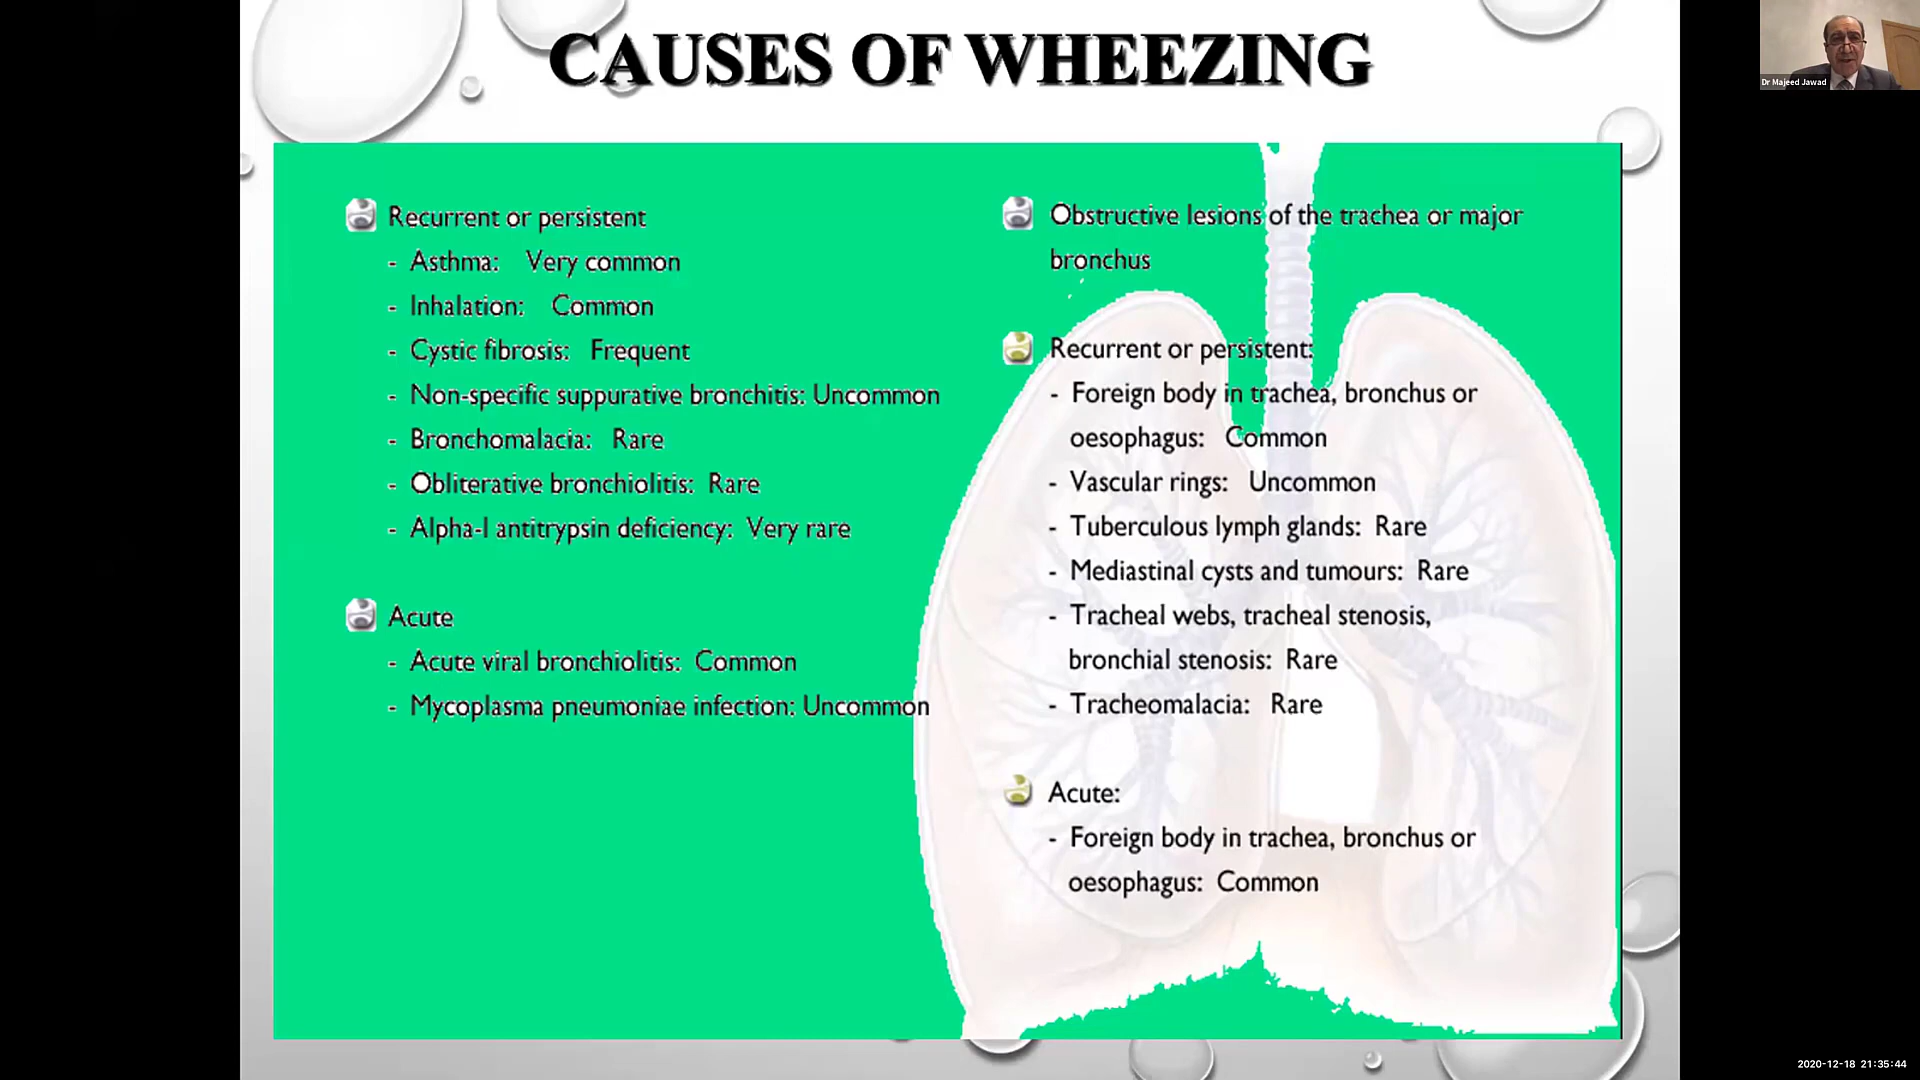 CAUSES OF WHEEZING
Recurrent or persistent
- Asthma: Very common
- Inhalation: Common
- Cystic fibrosis: Frequent
- Non-specific suppurative bronchitis: Uncommon
- Bronchomalacia: Rare
- Obliterative bronchiolitis: Rare
- Alpha-I antitrypsin deficiency: Very rare
Acute
- Acute viral bronchiolitis: Common
- Mycoplasma pneumoniae infection: Uncommon
Obstructive lesions of the trachea or major
bronchus
Recurrent or persistent:
- Foreign body in trachea, bronchus or
oesophagus: Common
- Vascular rings: Uncommon
- Tuberculous lymph glands: Rare
- Mediastinal cysts and tumours: Rare
- Tracheal webs, tracheal stenosis,
bronchial stenosis: Rare
- Tracheomalacia: Rare
Acute:
- Foreign body in trachea, bronchus or
oesophagus: Common
Dr Majeed Jawad
2020-12-18 21:35:44